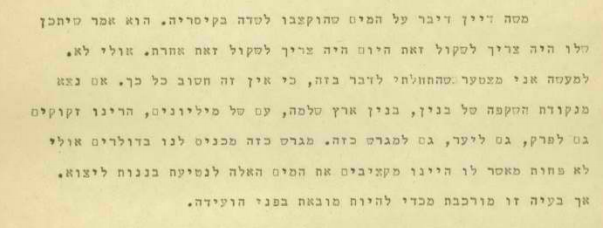 משה דיין דיבר על המים שהוקצבו לשדה בקיסריה. הוא אמר שיתכן
שלו היה צריך לשקול זאת היום היה צריך לשקול זאת אחרת. אולי לא.
למעשה אני מצטער שהתחלתי לדבר בזה, כי אין זה חשוב כל כך. אם נצא
מנקודת השקפה של בנין, בנין ארץ שלמה, עם של מיליונים, הרינו זקוקים
גם לפרק, גם ליער, גם למגרש כזה. מגרש כזה מכניס לנו בדולרים אולי
לא פחות מאשר לו היינו מקציבים את המים האלה לנטיעת בננות ליצוא.
אך בעיה זו מורכבת מכדי להיות מובאת בפני הועידה.